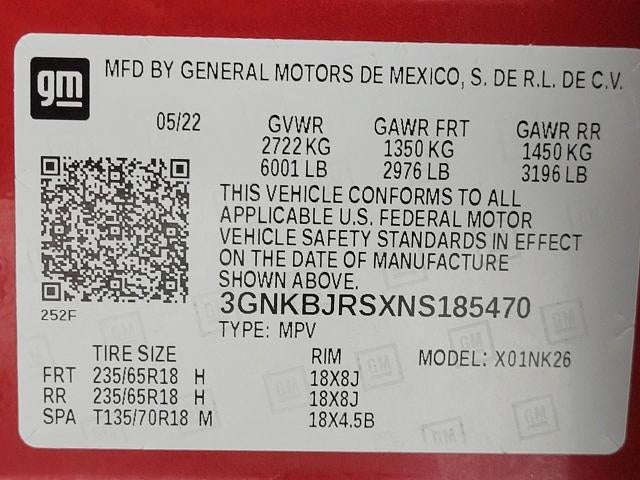 gm
MFD BY GENERAL MOTORS DE MEXICO, S. DE R.L. DE C.V.
05/22 GVWR GAWR FRT GAWR RR
2722 KG 1350 KG 1450 KG
6001 LB 2976 LB 3196 LB
THIS VEHICLE CONFORMS TO ALL
APPLICABLE U.S. FEDERAL MOTOR
VEHICLE SAFETY STANDARDS IN EFFECT
ON THE DATE OF MANUFACTURE
SHOWN ABOVE.
3GNKBJRSXNS185470
252F
TYPE: MPV
TIRE SIZE RIM MODEL: X01NK26
FRT 235/65R18 H 18X8J
RR 235/65R18 H 18X8J
SPA T135/70R18 M 18X4.5B